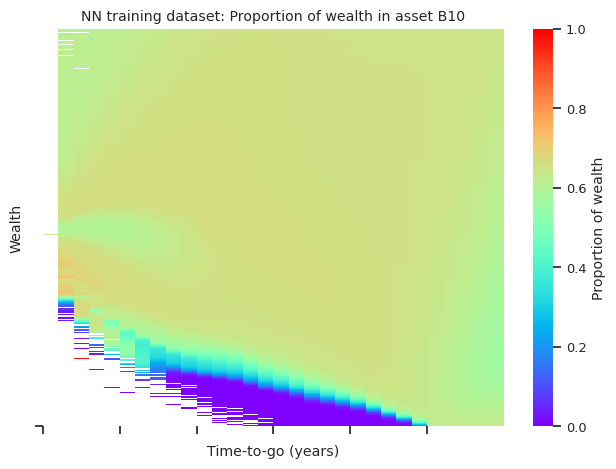 NN training dataset: Proportion of wealth in asset B10
Wealth
Time-to-go (years)
1.0
0.8
0.6
0.4
0.2
0.0
Proportion of wealth